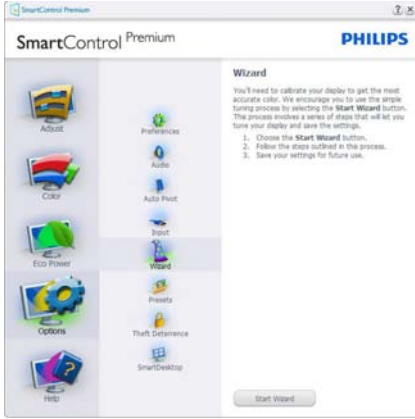 SmartControl Premium
SmartControl Premium
PHILIPS
Adjust
Color
Eco Power
Options
Help
Preferences
Audio
Auto Pivot
Input
Wizard
Presets
Theft Deterrence
SmartDesktop
Wizard
You'll need to calibrate your display to get the most
accurate color. We encourage you to use the simple
tuning process by selecting the Start Wizard button.
This process involves a series of steps that will let you
tune your display and save the settings.
1. Choose the Start Wizard button.
2. Follow the steps outlined in the process.
3. Save your settings for future use.
Start Wizard